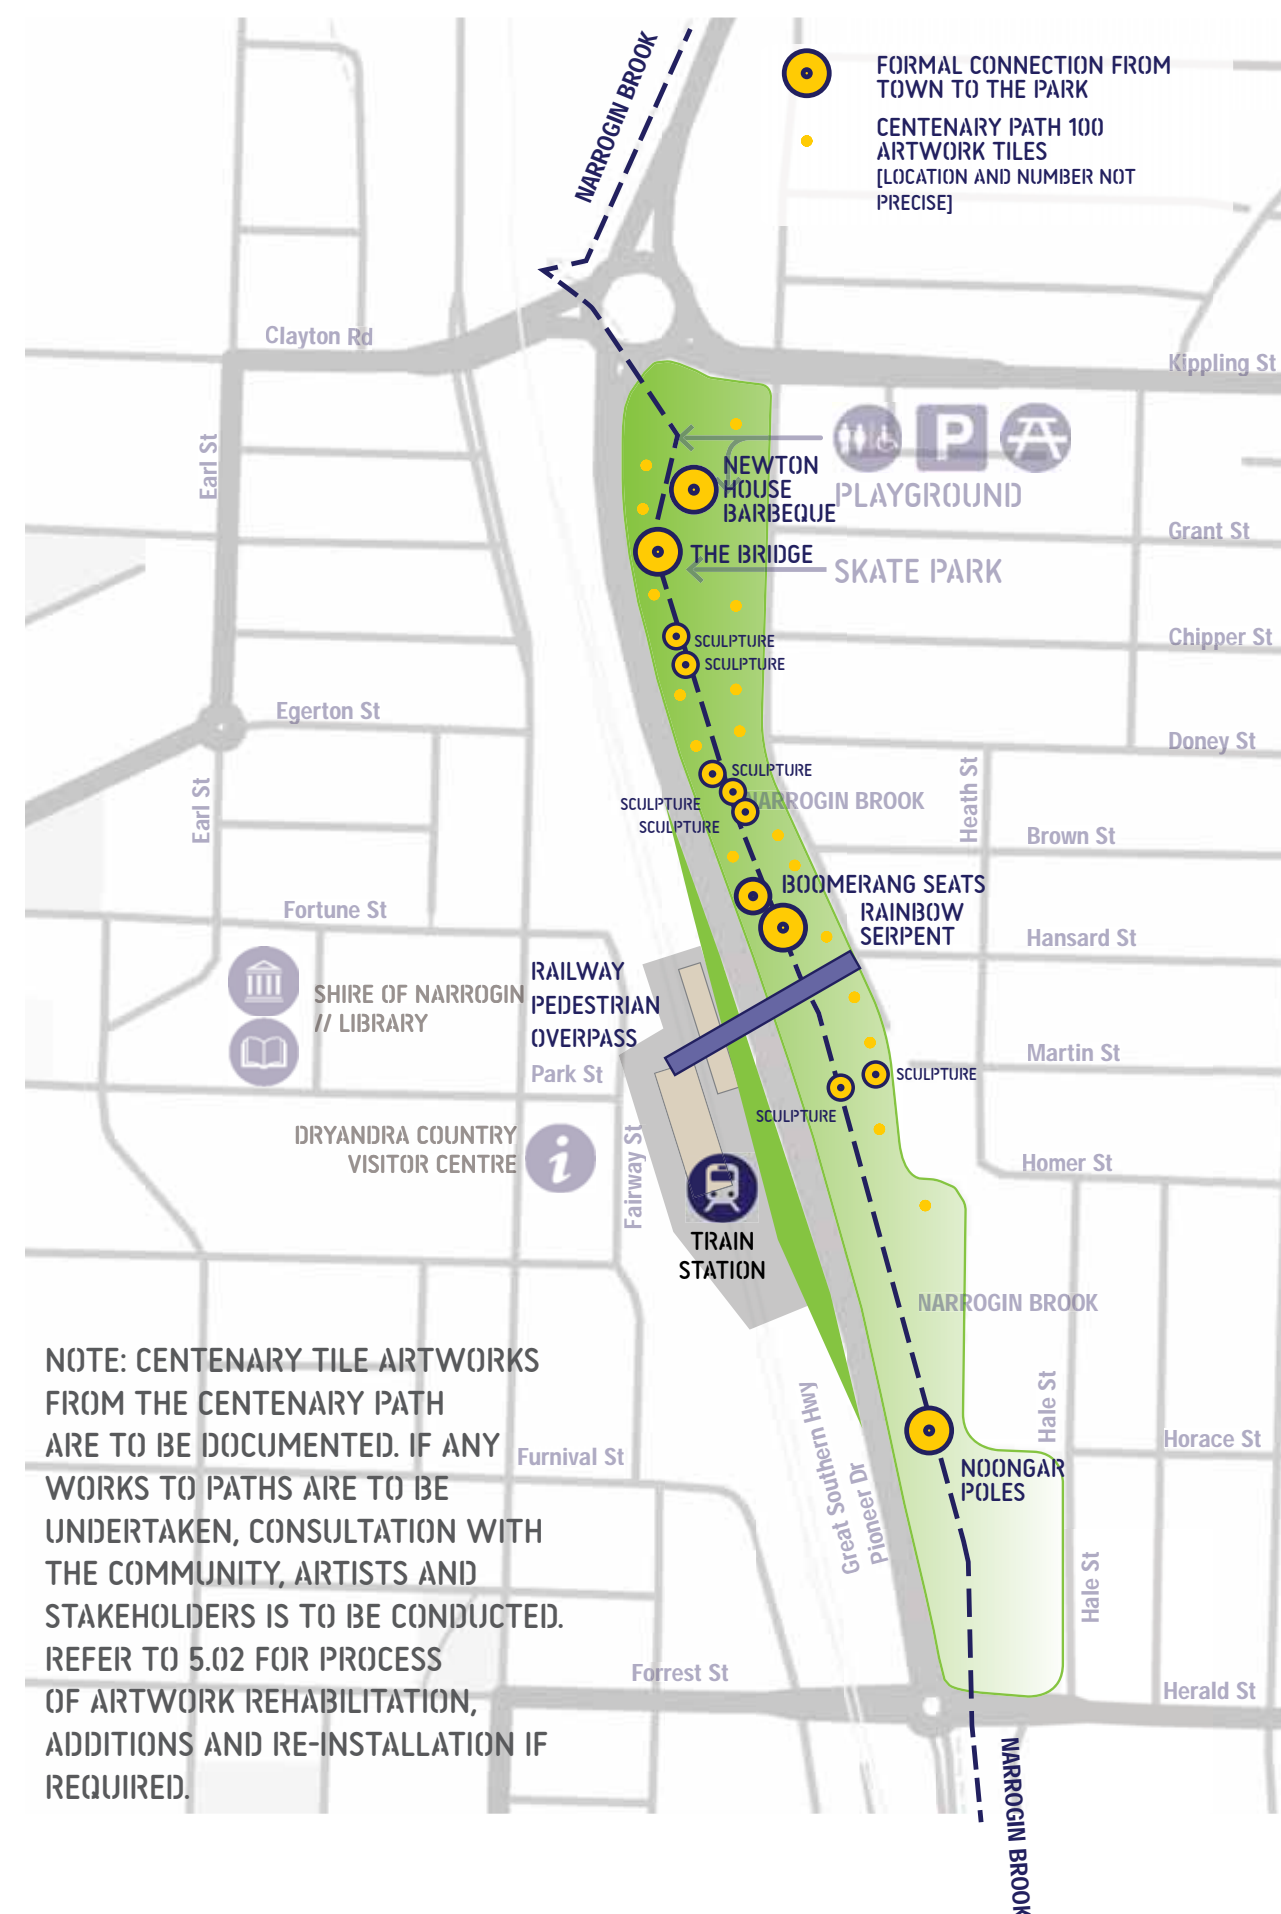 NARROGIN BROOK
FORMAL CONNECTION FROM
TOWN TO THE PARK
CENTENARY PATH 100
ARTWORK TILES
[LOCATION AND NUMBER NOT
PRECISE]
Clayton Rd
Kippling St
Earl St
P
NEWTON
HOUSE
BARBEQUE
PLAYGROUND
Grant St
THE BRIDGE
SKATE PARK
SCULPTURE
SCULPTURE
Chipper St
Egerton St
Doney St
Earl St
Heath St
SCULPTURE
SCULPTURE
NARROGIN BROOK
SCULPTURE
Brown St
BOOMERANG SEATS
Fortune St
RAINBOW
SERPENT
Hansard St
SHIRE OF NARROGIN
// LIBRARY
RAILWAY
PEDESTRIAN
OVERPASS
Park St
Martin St
SCULPTURE
SCULPTURE
DRYANDRA COUNTRY
VISITOR CENTRE
i
Fairway St
Homer St
TRAIN
STATION
NARROGIN BROOK
NOTE: CENTENARY TILE ARTWORKS
FROM THE CENTENARY PATH
ARE TO BE DOCUMENTED. IF ANY
WORKS TO PATHS ARE TO BE
UNDERTAKEN, CONSULTATION WITH
THE COMMUNITY, ARTISTS AND
STAKEHOLDERS IS TO BE CONDUCTED.
REFER TO 5.02 FOR PROCESS
OF ARTWORK REHABILITATION,
ADDITIONS AND RE-INSTALLATION IF
REQUIRED.
Furnival St
Great Southern Hwy
Pioneer Dr
Hale St
Horace St
NOONGAR
POLES
Hale St
Forrest St
Herald St
NARROGIN BROOK